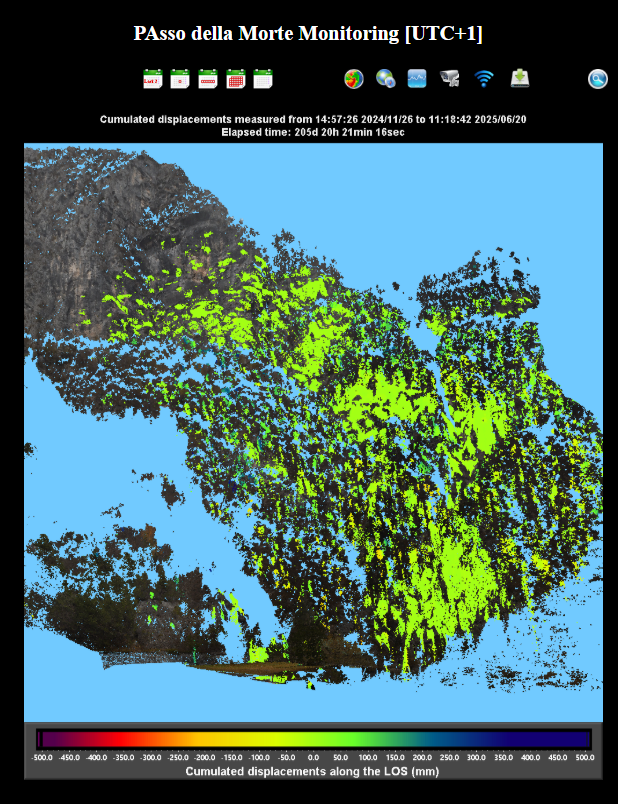 PAsso della Morte Monitoring [UTC+1]
Cumulated displacements measured from 14:57:26 2024/11/26 to 11:18:42 2025/06/20
Elapsed time: 205d 20h 21min 16sec
-500.0 -450.0 -400.0 -350.0 -300.0 -250.0 -200.0 -150.0 -100.0 -50.0 0.0 50.0 100.0 150.0 200.0 250.0 300.0 350.0 400.0 450.0 500.0
Cumulated displacements along the LOS (mm)